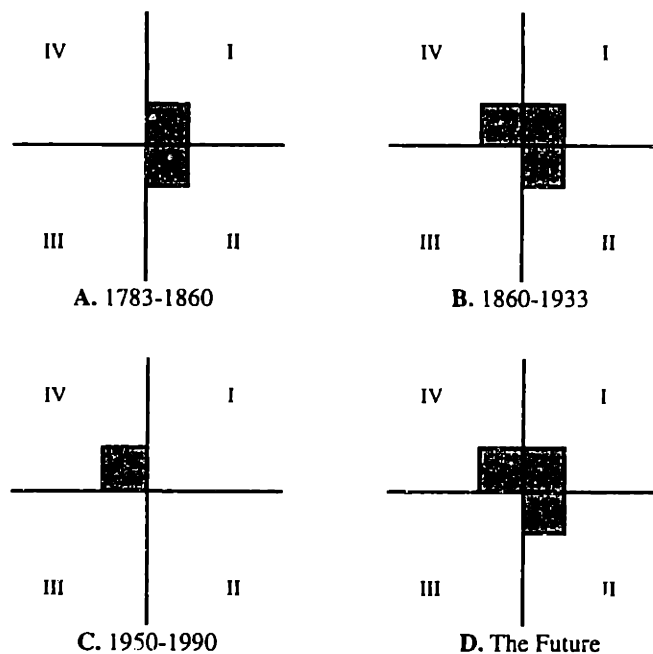 IV I IV I
III II III II
A. 1783-1860 B. 1860-1933
IV I IV I
III II III II
C. 1950-1990 D. The Future